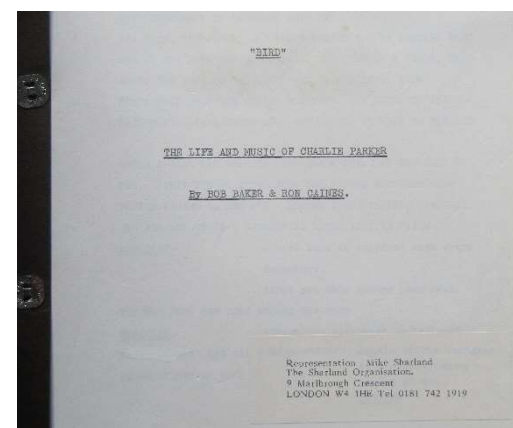 "BIRD"
THE LIFE AND MUSIC OF CHARLIE PARKER
By BOB BAKER & RON CAINES.
Representation Mike Sharland
The Sharland Organisation.
9 Marlbrough Crescent
LONDON W4 1HE Tel 0181 742 1919